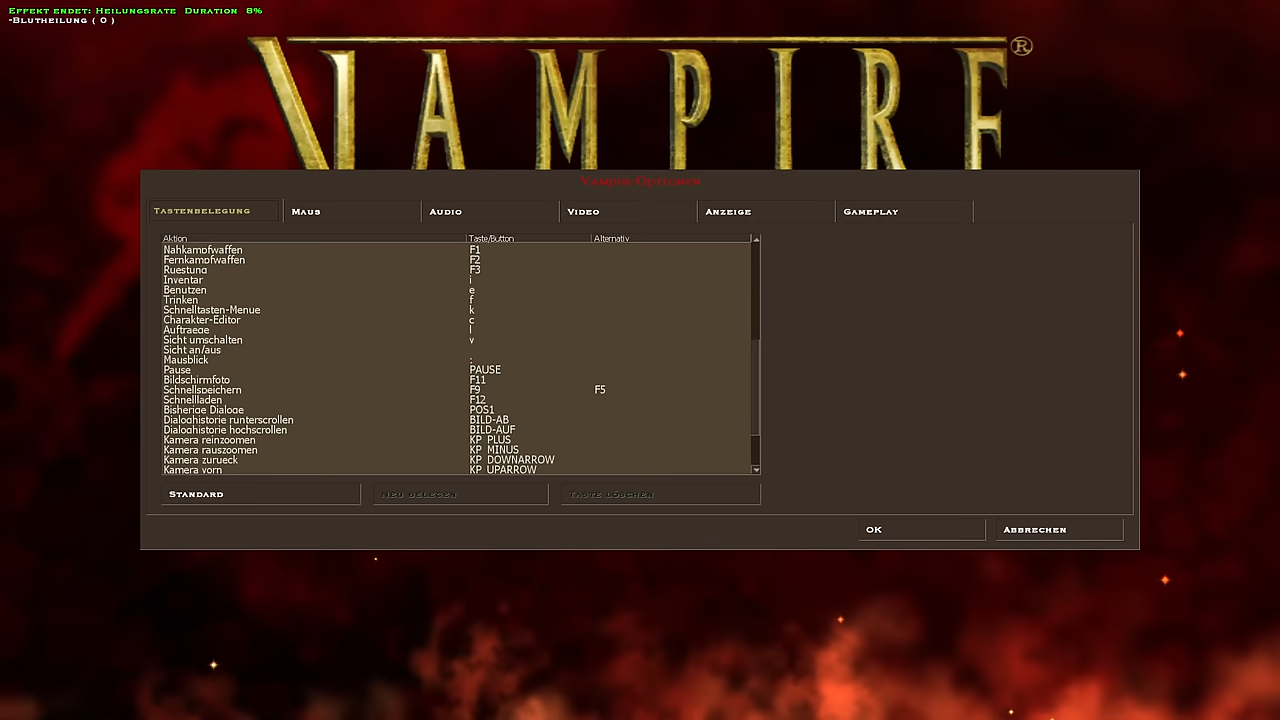 Effekt endet: Heilungsrate Duration 8%
-Blutheilung ( 0 )
VAMPIRE®
Vampir-Optionen
Tastenbelegung Maus Audio Video Anzeige Gameplay
Aktion Taste/Button Alternativ
Nahkampfwaffen F1
Fernkampfwaffen F2
Ruestung F3
Inventar i
Benutzen e
Trinken f
Schnelltasten-Menue k
Charakter-Editor c
Auftraege l
Sicht umschalten v
Sicht an/aus
Mausblick :
Pause PAUSE
Bildschirmfoto F11
Schnellspeichern F9 F5
Schnellladen F12
Bisherige Dialoge POS1
Dialoghistorie runterscrollen BILD-AB
Dialoghistorie hochscrollen BILD-AUF
Kamera reinzoomen KP_PLUS
Kamera rauszoomen KP_MINUS
Kamera zurueck KP_DOWNARROW
Kamera vorn KP_UPARROW
Standard Neu belegen Taste löschen
OK Abbrechen